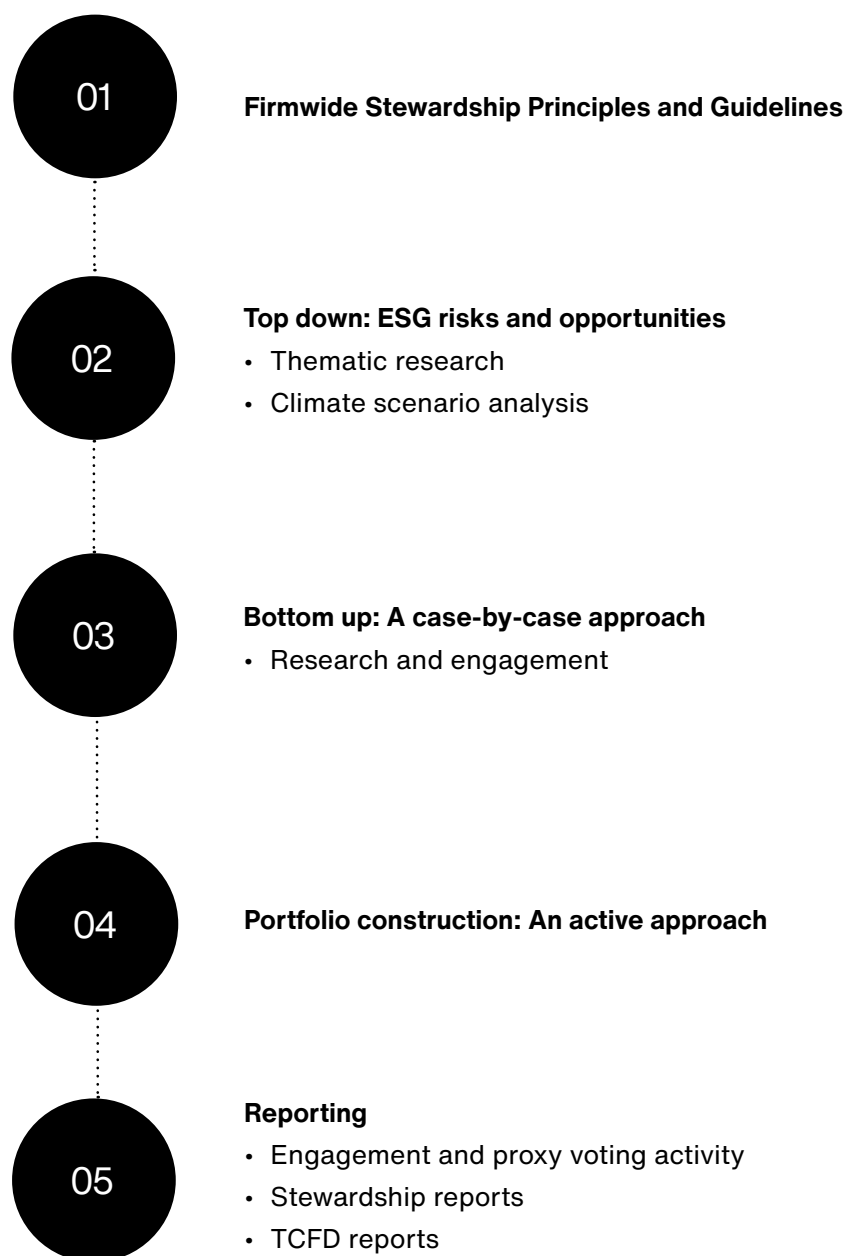 01
Firmwide Stewardship Principles and Guidelines
02
Top down: ESG risks and opportunities
• Thematic research
• Climate scenario analysis
03
Bottom up: A case-by-case approach
• Research and engagement
04
Portfolio construction: An active approach
05
Reporting
• Engagement and proxy voting activity
• Stewardship reports
• TCFD reports